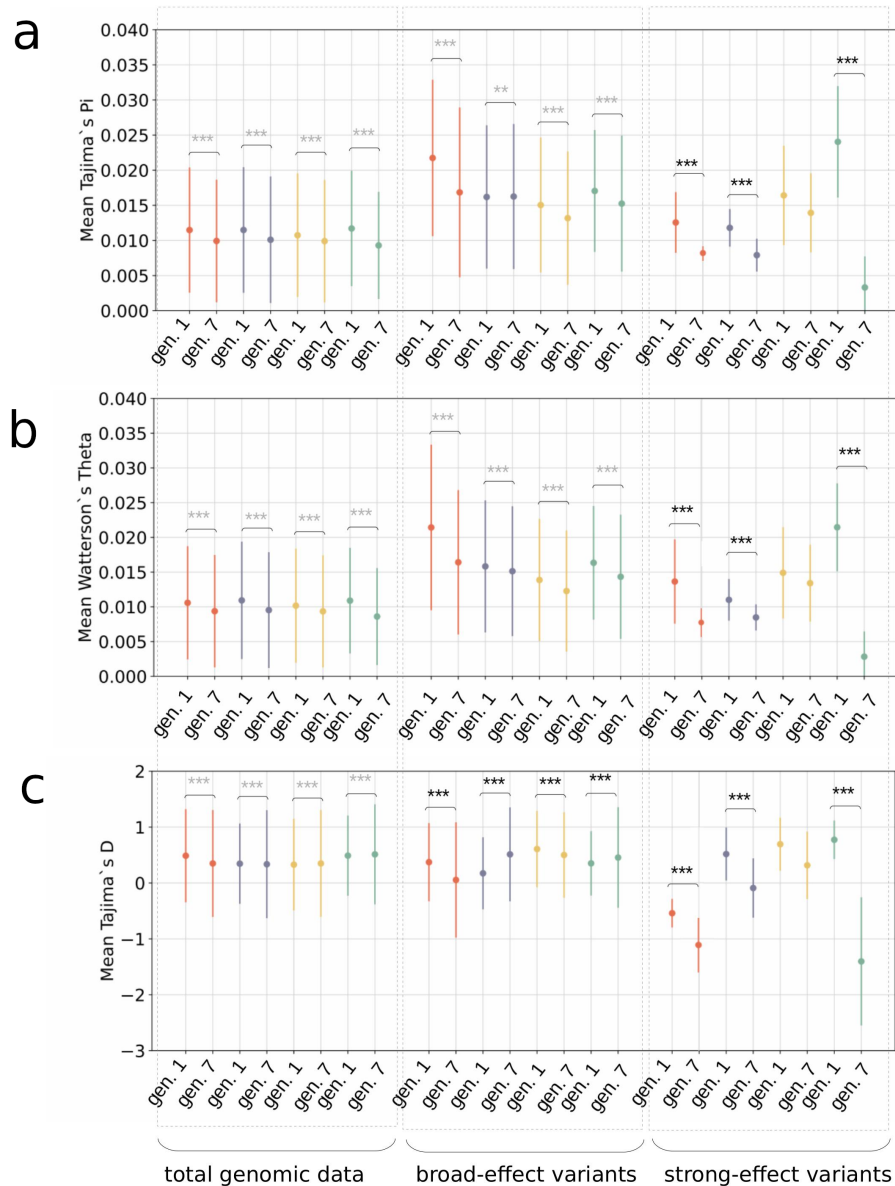 a
Mean Tajima`s Pi
0.040
0.035
0.030
0.025
0.020
0.015
0.010
0.005
0.000
*** *** *** *** *** ** *** *** *** *** ***
gen. 1 gen. 7 gen. 1 gen. 7 gen. 1 gen. 7 gen. 1 gen. 7 gen. 1 gen. 7 gen. 1 gen. 7 gen. 1 gen. 7 gen. 1 gen. 7 gen. 1 gen. 7 gen. 1 gen. 7 gen. 1 gen. 7 gen. 1 gen. 7
b
Mean Watterson`s Theta
0.040
0.035
0.030
0.025
0.020
0.015
0.010
0.005
0.000
*** *** *** *** *** *** *** *** *** *** ***
gen. 1 gen. 7 gen. 1 gen. 7 gen. 1 gen. 7 gen. 1 gen. 7 gen. 1 gen. 7 gen. 1 gen. 7 gen. 1 gen. 7 gen. 1 gen. 7 gen. 1 gen. 7 gen. 1 gen. 7 gen. 1 gen. 7 gen. 1 gen. 7
c
Mean Tajima`s D
2
1
0
−1
−2
−3
*** *** *** *** *** *** *** *** *** *** ***
gen. 1 gen. 7 gen. 1 gen. 7 gen. 1 gen. 7 gen. 1 gen. 7 gen. 1 gen. 7 gen. 1 gen. 7 gen. 1 gen. 7 gen. 1 gen. 7 gen. 1 gen. 7 gen. 1 gen. 7 gen. 1 gen. 7 gen. 1 gen. 7
total genomic data broad-effect variants strong-effect variants